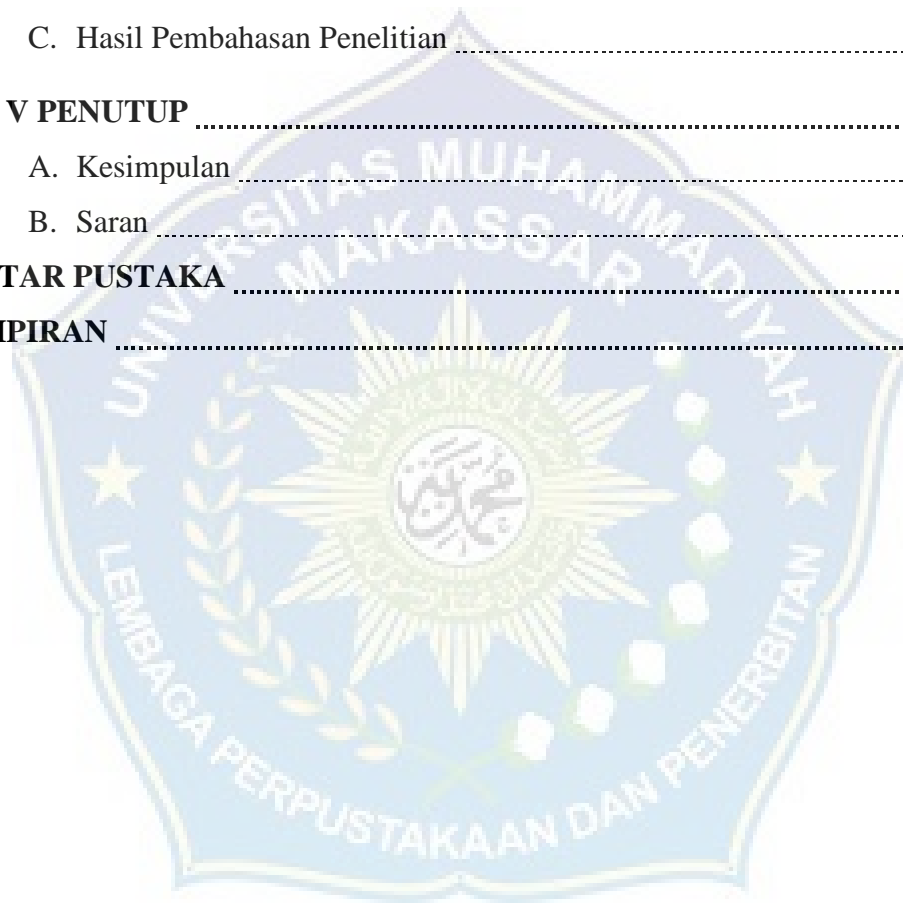 C. Hasil Pembahasan Penelitian
V PENUTUP
A. Kesimpulan
B. Saran
TAR PUSTAKA
IPIRAN
UNIVERSITAS MUHAMMADIYAH
MAKASSAR
LEMBAGA PERPUSTAKAAN DAN PENERBITAN